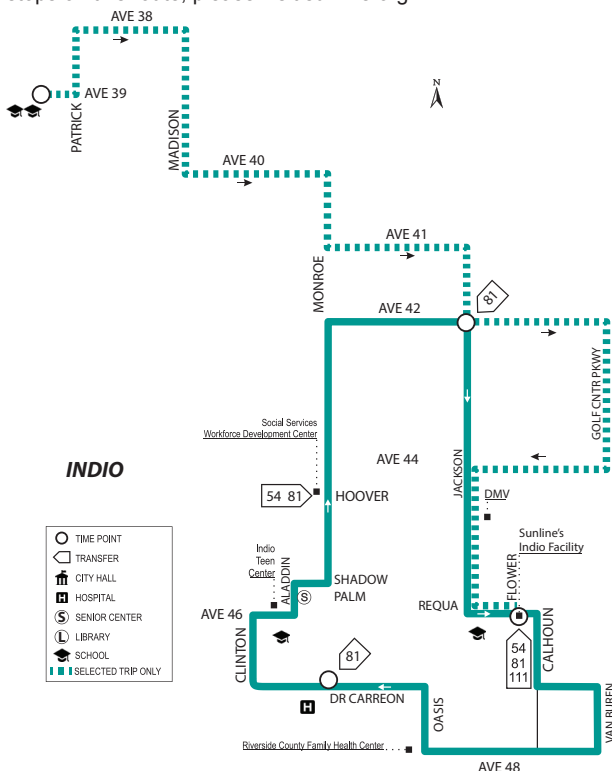 AVE 38
N
AVE 39
PATRICK
MADISON
AVE 40
AVE 41
MONROE
81
AVE 42
GOLF CNTR PKWY
Social Services
Workforce Development Center
AVE 44
JACKSON
INDIO
54 81
HOOVER
DMV
Sunline's
Indio Facility
TIME POINT
TRANSFER
CITY HALL
H HOSPITAL
S SENIOR CENTER
L LIBRARY
SCHOOL
SELECTED TRIP ONLY
Indio
Teen
Center
ALADDIN
SHADOW
PALM
S
FLOWER
REQUA
AVE 46
CLINTON
CALHOUN
54
81
111
81
H
DR CARREON
OASIS
VAN BUREN
Riverside County Family Health Center
AVE 48